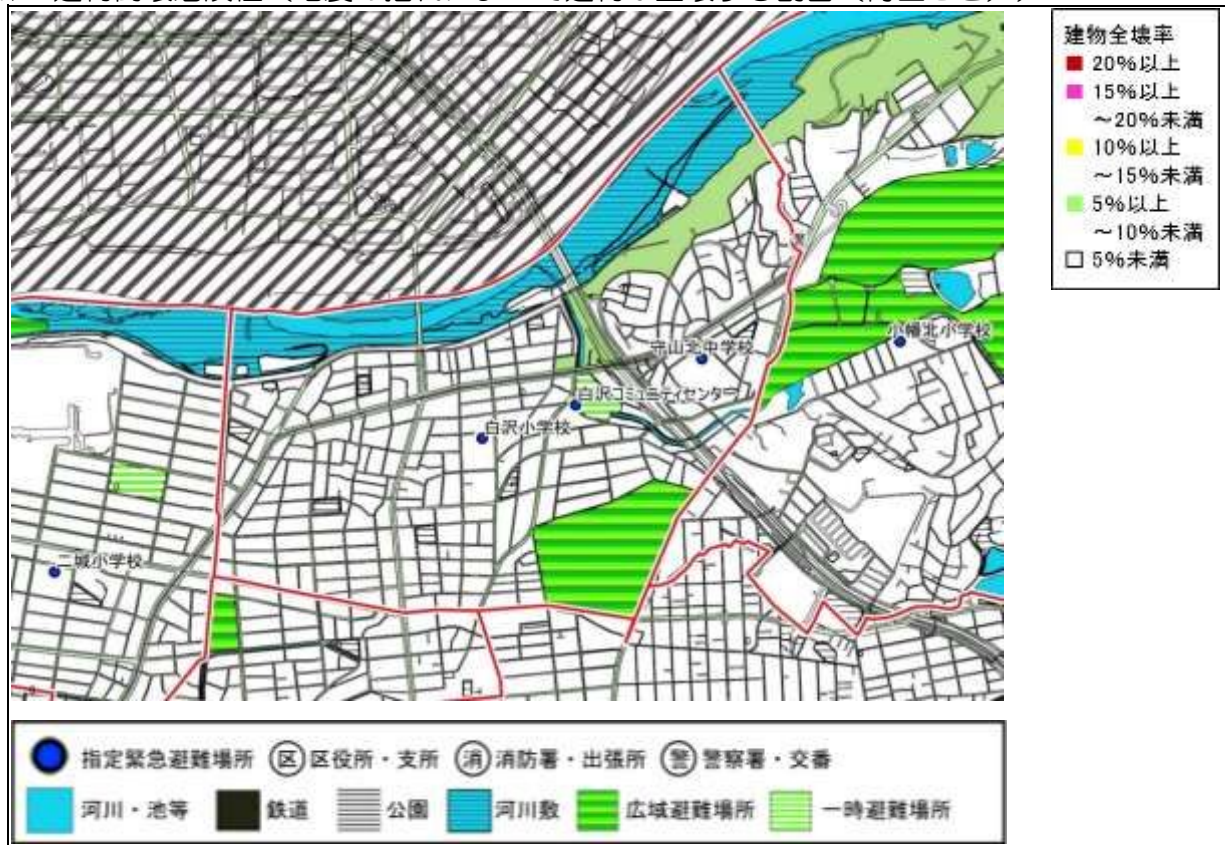 建物全壊率
20%以上
15%以上
～20%未満
10%以上
～15%未満
5%以上
～10%未満
5%未満
小幡北小学校
守山北中学校
白沢コミュニティセンター
白沢小学校
二城小学校
指定緊急避難場所 区 区役所・支所 消 消防署・出張所 警 警察署・交番
河川・池等 鉄道 公園 河川敷 広域避難場所 一時避難場所